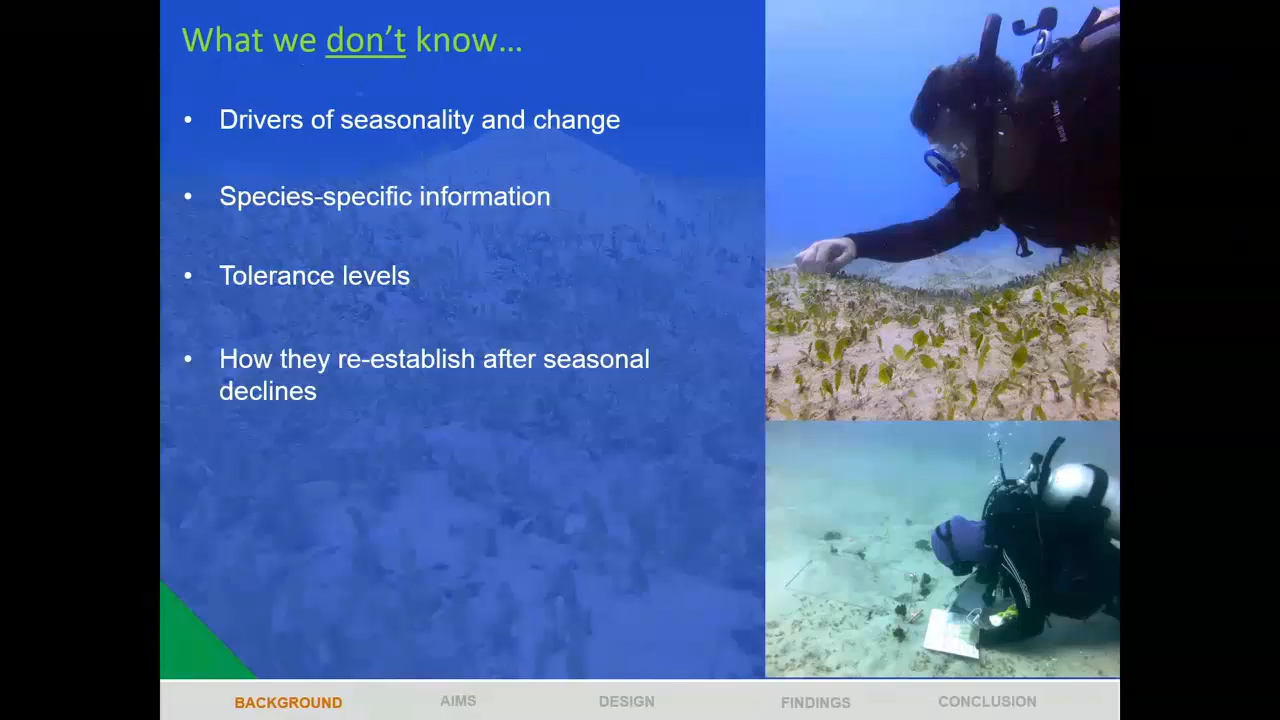 What we don't know…
• Drivers of seasonality and change
• Species-specific information
• Tolerance levels
• How they re-establish after seasonal
declines
BACKGROUND AIMS DESIGN FINDINGS CONCLUSION